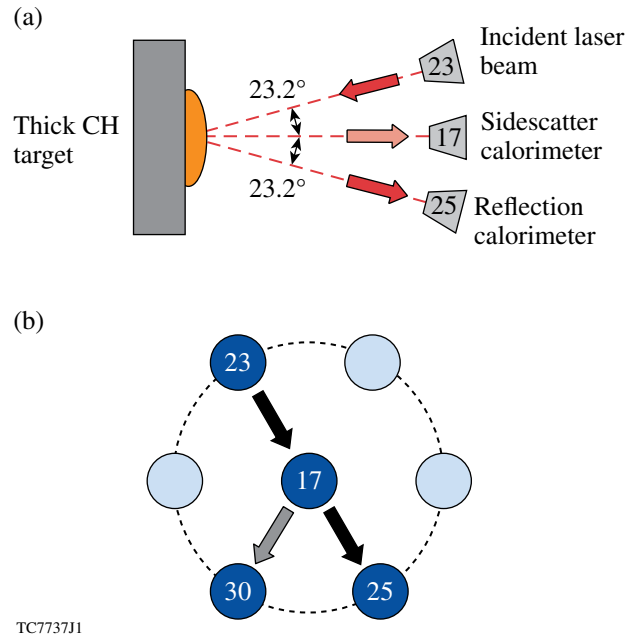 (a)
Incident laser
beam
23
23.2°
Thick CH
target
17
Sidescatter
calorimeter
23.2°
25
Reflection
calorimeter
(b)
23
17
30
25
TC7737J1